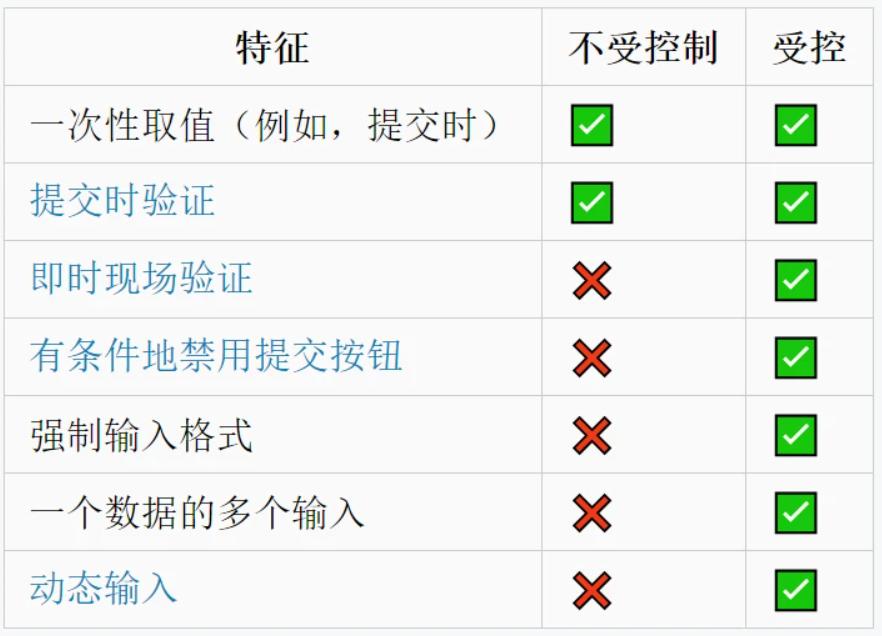 特征 不受控制 受控
一次性取值（例如，提交时） ✅ ✅
提交时验证 ✅ ✅
即时现场验证 ❌ ✅
有条件地禁用提交按钮 ❌ ✅
强制输入格式 ❌ ✅
一个数据的多个输入 ❌ ✅
动态输入 ❌ ✅